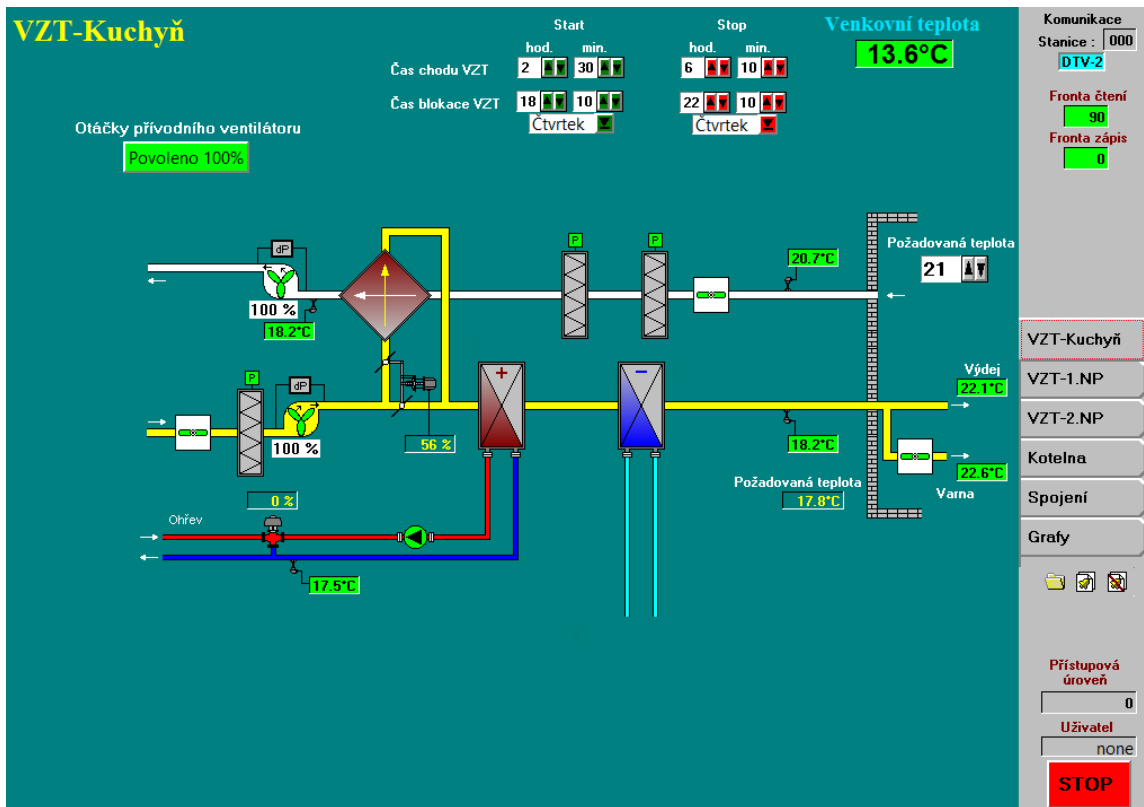 VZT-Kuchyň
Start
Stop
hod. min.
hod. min.
Čas chodu VZT 2 30 6 10
Čas blokace VZT 18 10 22 10
Čtvrtek Čtvrtek
Venkovní teplota
13.6°C
Otáčky přívodního ventilátoru
Povoleno 100%
dP
100 %
18.2°C
P
P
20.7°C
Požadovaná teplota
21
P
dP
100 %
56 %
+
−
18.2°C
Výdej
22.1°C
22.6°C
Varna
Požadovaná teplota
17.8°C
0 %
Ohřev
17.5°C
Komunikace
Stanice : 000
DTV-2
Fronta čtení
90
Fronta zápis
0
VZT-Kuchyň
VZT-1.NP
VZT-2.NP
Kotelna
Spojení
Grafy
Přístupová
úroveň
0
Uživatel
none
STOP